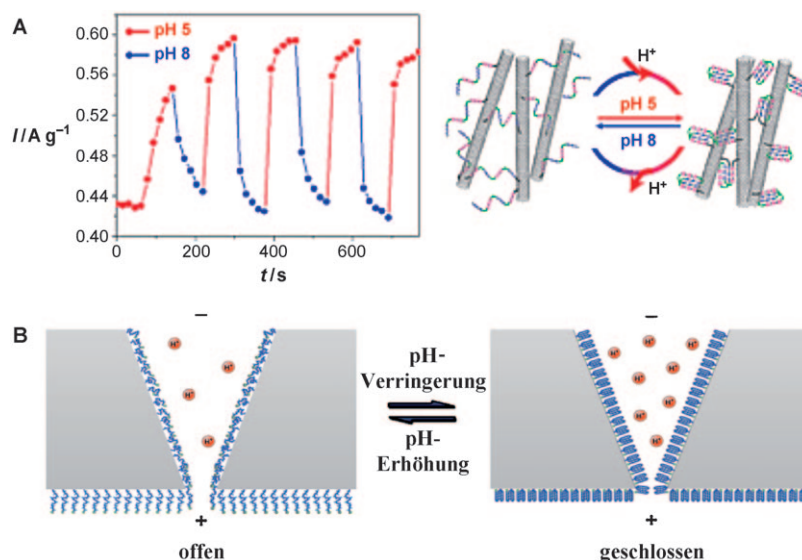 A
pH 5
pH 8
0.60
0.56
0.52
0.48
0.44
0.40
I / A g⁻¹
0
200
400
600
t / s
H⁺
pH 5
pH 8
H⁺
B
–
H⁺
H⁺
H⁺
H⁺
+
offen
pH-
Verringerung
pH-
Erhöhung
–
H⁺
H⁺
H⁺
H⁺
H⁺
H⁺
H⁺
H⁺
+
geschlossen